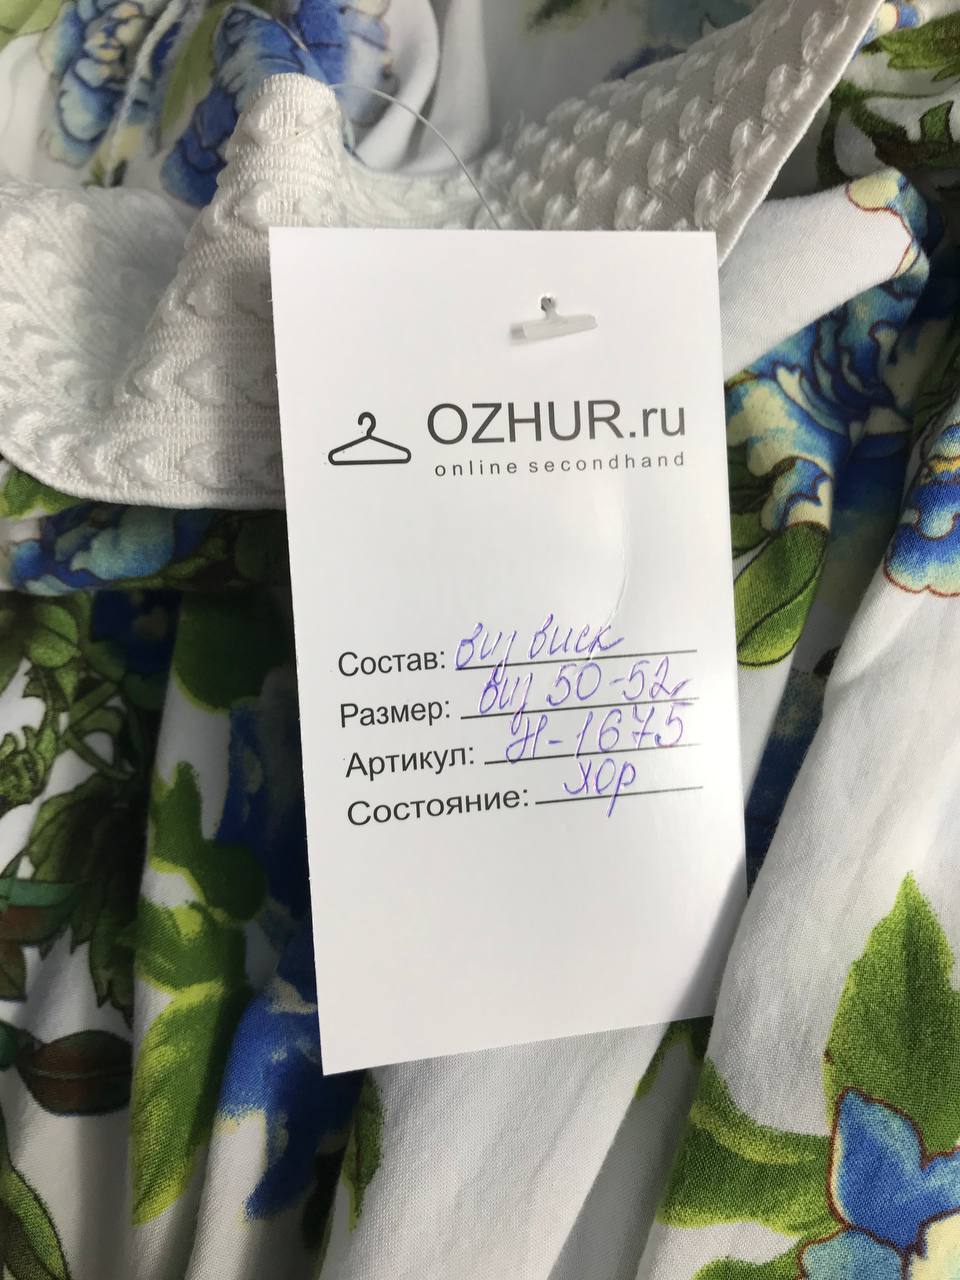 OZHUR.ru
online secondhand
Состав: виз виск
Размер: виз 50-52
Артикул: Н-1675
Состояние: хор